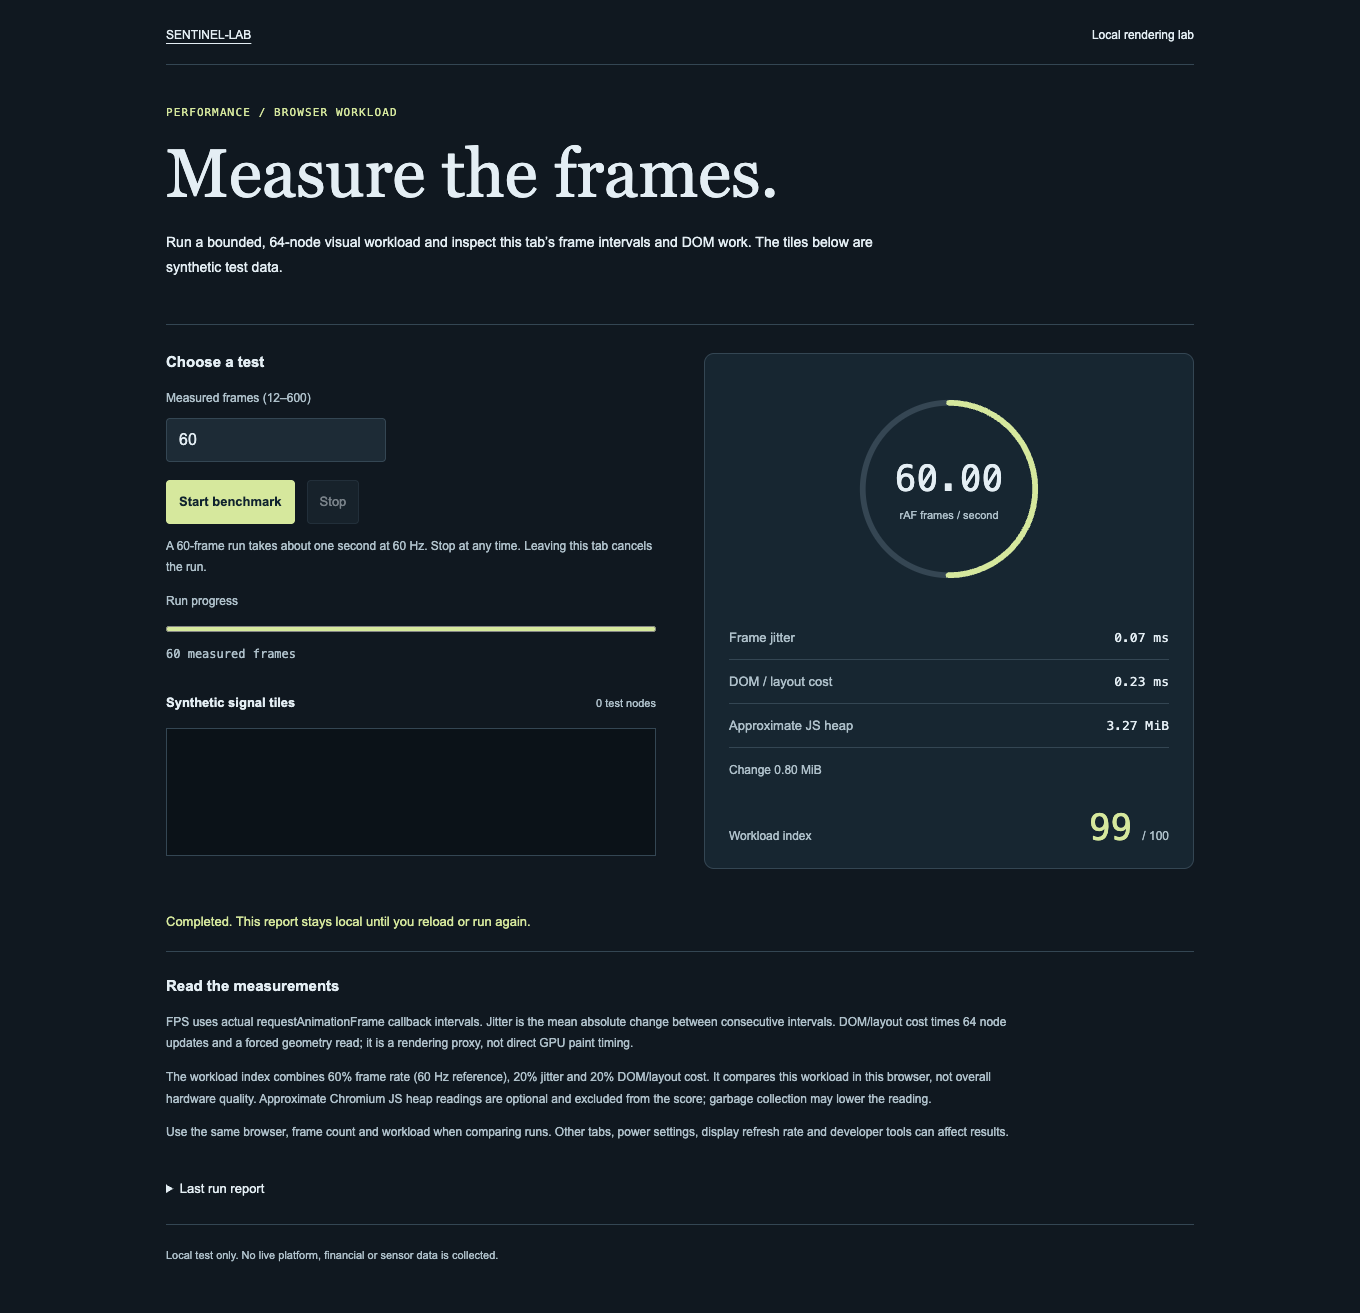 SENTINEL-LAB
Local rendering lab
PERFORMANCE / BROWSER WORKLOAD
Measure the frames.
Run a bounded, 64-node visual workload and inspect this tab’s frame intervals and DOM work. The tiles below are
synthetic test data.
Choose a test
Measured frames (12–600)
60
Start benchmark
Stop
A 60-frame run takes about one second at 60 Hz. Stop at any time. Leaving this tab cancels
the run.
Run progress
60 measured frames
Synthetic signal tiles
0 test nodes
60.00
rAF frames / second
Frame jitter
0.07 ms
DOM / layout cost
0.23 ms
Approximate JS heap
3.27 MiB
Change 0.80 MiB
Workload index
99 / 100
Completed. This report stays local until you reload or run again.
Read the measurements
FPS uses actual requestAnimationFrame callback intervals. Jitter is the mean absolute change between consecutive intervals. DOM/layout cost times 64 node
updates and a forced geometry read; it is a rendering proxy, not direct GPU paint timing.
The workload index combines 60% frame rate (60 Hz reference), 20% jitter and 20% DOM/layout cost. It compares this workload in this browser, not overall
hardware quality. Approximate Chromium JS heap readings are optional and excluded from the score; garbage collection may lower the reading.
Use the same browser, frame count and workload when comparing runs. Other tabs, power settings, display refresh rate and developer tools can affect results.
Last run report
Local test only. No live platform, financial or sensor data is collected.